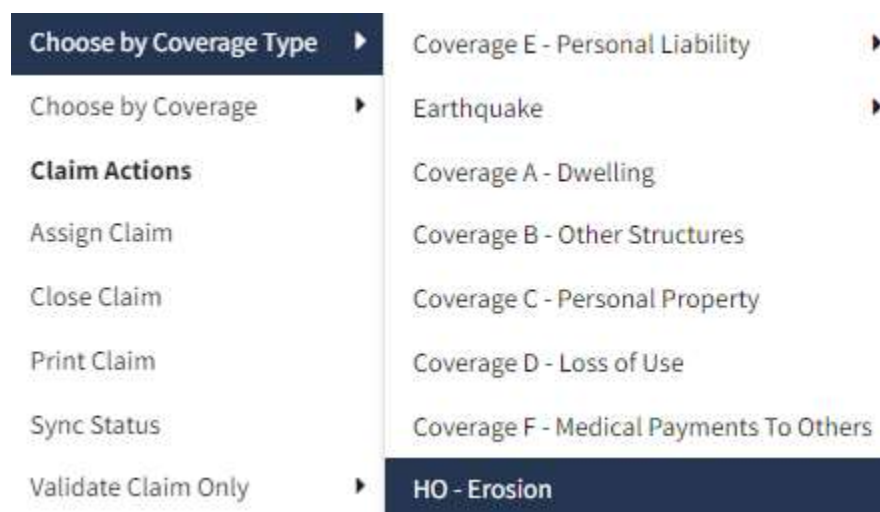 Choose by Coverage Type
Choose by Coverage
Claim Actions
Assign Claim
Close Claim
Print Claim
Sync Status
Validate Claim Only
Coverage E - Personal Liability
Earthquake
Coverage A - Dwelling
Coverage B - Other Structures
Coverage C - Personal Property
Coverage D - Loss of Use
Coverage F - Medical Payments To Others
HO - Erosion